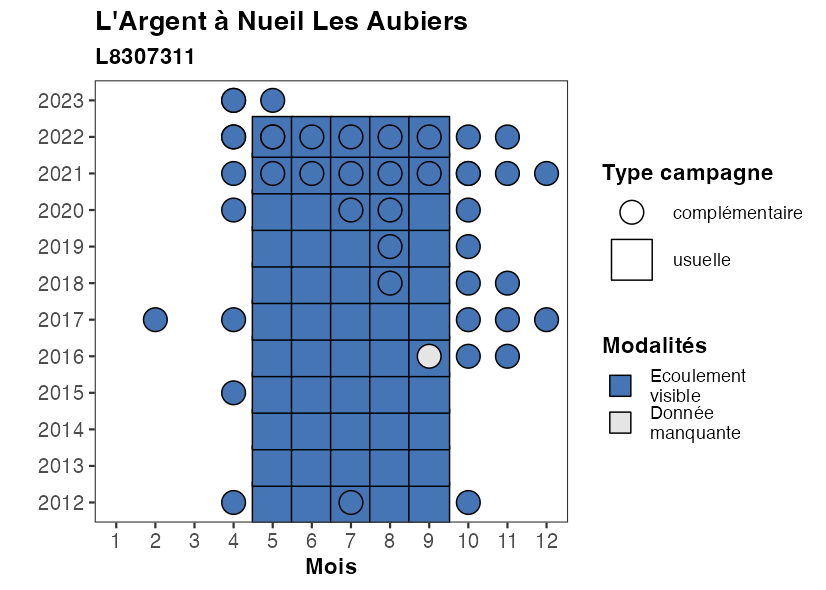 L'Argent à Nueil Les Aubiers
L8307311
2023
2022
2021
2020
2019
2018
2017
2016
2015
2014
2013
2012
1 2 3 4 5 6 7 8 9 10 11 12
Mois
Type campagne
complémentaire
usuelle
Modalités
Ecoulement
visible
Donnée
manquante